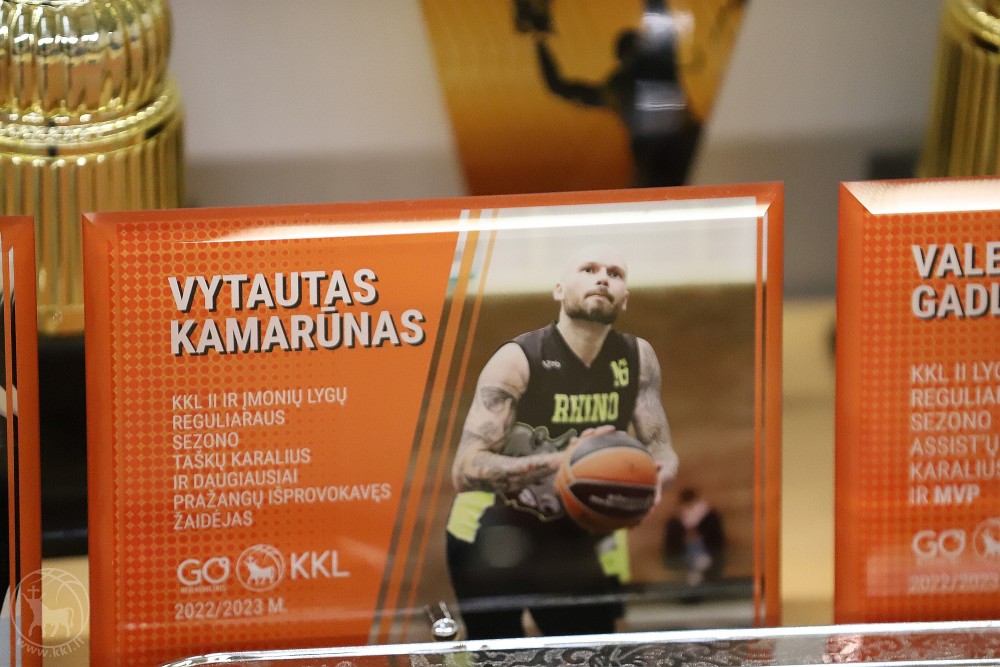 VYTAUTAS
KAMARŪNAS
KKL II IR ĮMONIŲ LYGŲ
REGULIARAUS
SEZONO
TAŠKŲ KARALIUS
IR DAUGIAUSIAI
PRAŽANGŲ IŠPROVOKAVĘS
ŽAIDĖJAS
GO KKL
2022/2023 M.
16
RHINO
VALE
GADI
KKL II LYG
REGULIAR
SEZONO
ASSIST'Ų
KARALIUS
IR MVP
GO
2022/2023
www.kkl.lt